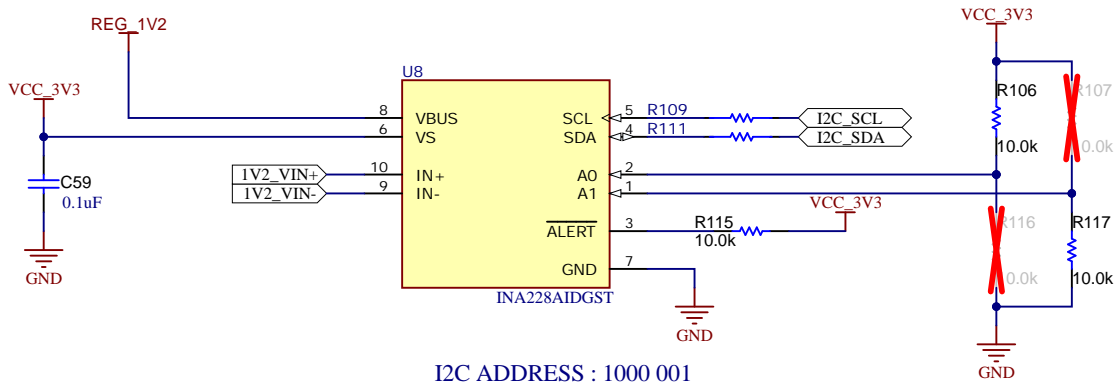 REG_1V2
VCC_3V3
C59
0.1uF
GND
U8
8 VBUS
6 VS
1V2_VIN+ 10 IN+
1V2_VIN- 9 IN-
SCL 5 R109 I2C_SCL
SDA 4 R111 I2C_SDA
A0 2
A1 1
ALERT 3 R115 VCC_3V3
10.0k
GND 7
INA228AIDGST
GND
VCC_3V3
R106 R107
10.0k 0.0k
R116 R117
0.0k 10.0k
GND
I2C ADDRESS : 1000 001